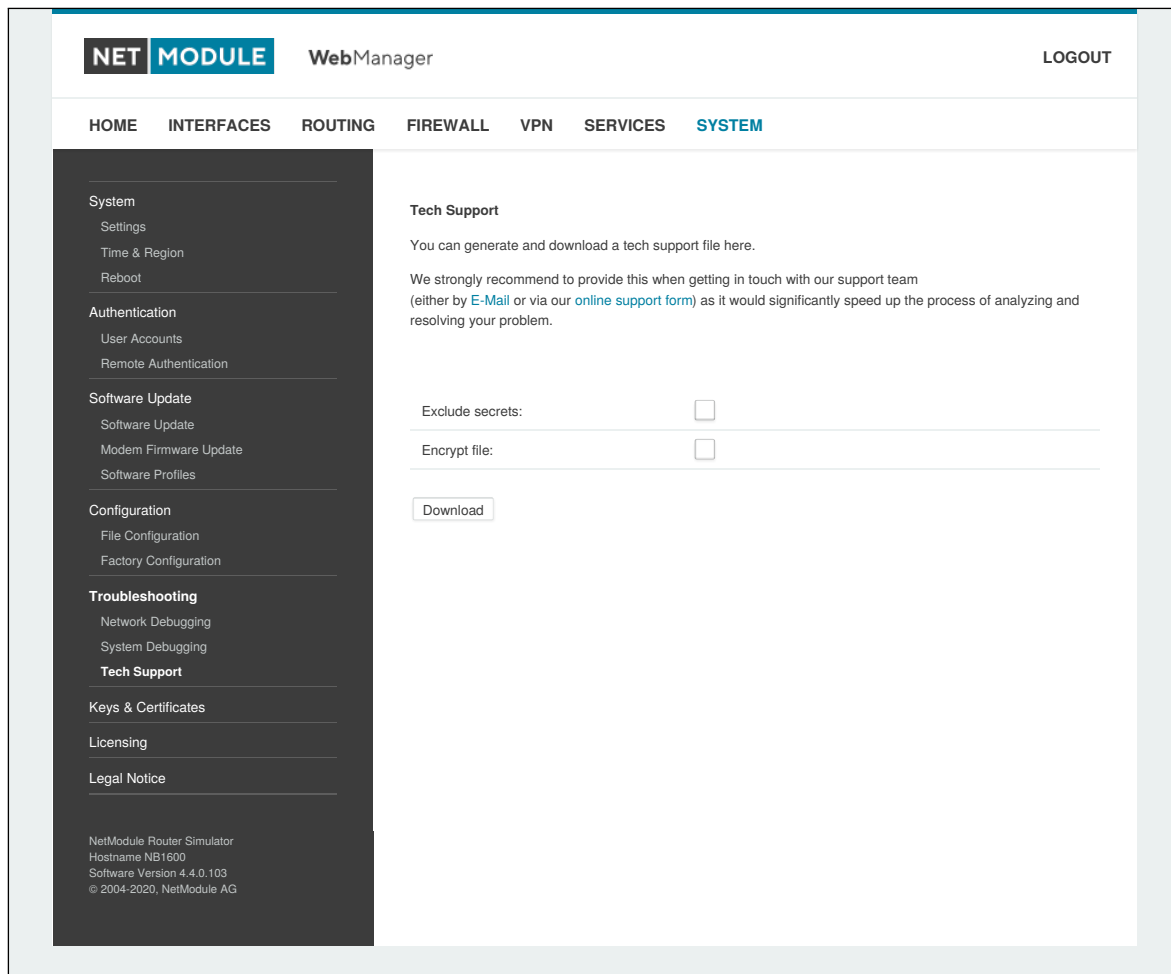 NET MODULE WebManager LOGOUT
HOME INTERFACES ROUTING FIREWALL VPN SERVICES SYSTEM
System
Settings
Time & Region
Reboot
Authentication
User Accounts
Remote Authentication
Software Update
Software Update
Modem Firmware Update
Software Profiles
Configuration
File Configuration
Factory Configuration
Troubleshooting
Network Debugging
System Debugging
Tech Support
Keys & Certificates
Licensing
Legal Notice
NetModule Router Simulator
Hostname NB1600
Software Version 4.4.0.103
© 2004-2020, NetModule AG
Tech Support
You can generate and download a tech support file here.
We strongly recommend to provide this when getting in touch with our support team
(either by E-Mail or via our online support form) as it would significantly speed up the process of analyzing and
resolving your problem.
Exclude secrets:
Encrypt file:
Download